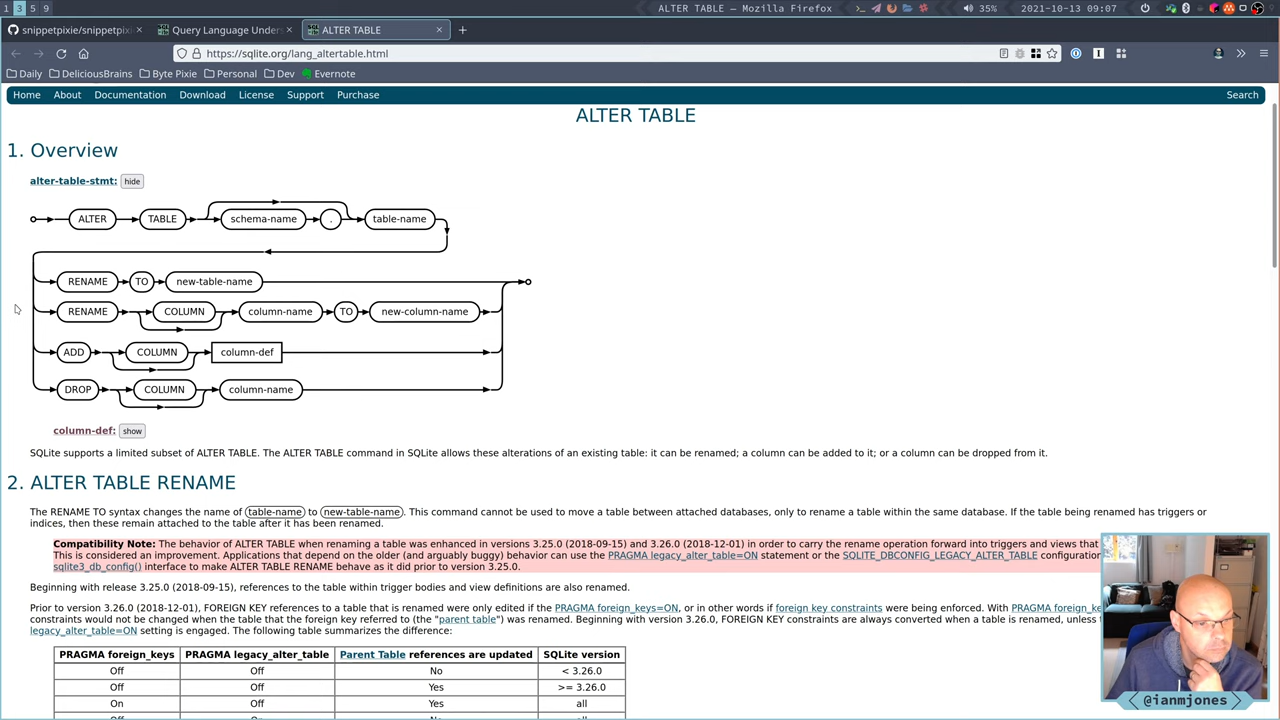 1 3 5 9
ALTER TABLE — Mozilla Firefox
35%
2021-10-13 09:07
snippetpixie/snippetpixi
Query Language Unders
ALTER TABLE
https://sqlite.org/lang_altertable.html
Daily DeliciousBrains Byte Pixie Personal Dev Evernote
Home About Documentation Download License Support Purchase Search
ALTER TABLE
1. Overview
alter-table-stmt: hide
ALTER TABLE schema-name . table-name
RENAME TO new-table-name
RENAME COLUMN column-name TO new-column-name
ADD COLUMN column-def
DROP COLUMN column-name
column-def: show
SQLite supports a limited subset of ALTER TABLE. The ALTER TABLE command in SQLite allows these alterations of an existing table: it can be renamed; a column can be added to it; or a column can be dropped from it.
2. ALTER TABLE RENAME
The RENAME TO syntax changes the name of table-name to new-table-name. This command cannot be used to move a table between attached databases, only to rename a table within the same database. If the table being renamed has triggers or
indices, then these remain attached to the table after it has been renamed.
Compatibility Note: The behavior of ALTER TABLE when renaming a table was enhanced in versions 3.25.0 (2018-09-15) and 3.26.0 (2018-12-01) in order to carry the rename operation forward into triggers and views that
This is considered an improvement. Applications that depend on the older (and arguably buggy) behavior can use the PRAGMA legacy_alter_table=ON statement or the SQLITE_DBCONFIG_LEGACY_ALTER_TABLE configuration
sqlite3_db_config() interface to make ALTER TABLE RENAME behave as it did prior to version 3.25.0.
Beginning with release 3.25.0 (2018-09-15), references to the table within trigger bodies and view definitions are also renamed.
Prior to version 3.26.0 (2018-12-01), FOREIGN KEY references to a table that is renamed were only edited if the PRAGMA foreign_keys=ON, or in other words if foreign key constraints were being enforced. With PRAGMA foreign_ke
constraints would not be changed when the table that the foreign key referred to (the "parent table") was renamed. Beginning with version 3.26.0, FOREIGN KEY constraints are always converted when a table is renamed, unless
legacy_alter_table=ON setting is engaged. The following table summarizes the difference:
PRAGMA foreign_keys PRAGMA legacy_alter_table Parent Table references are updated SQLite version
Off Off No < 3.26.0
Off Off Yes >= 3.26.0
On Off Yes all
@ianmjones